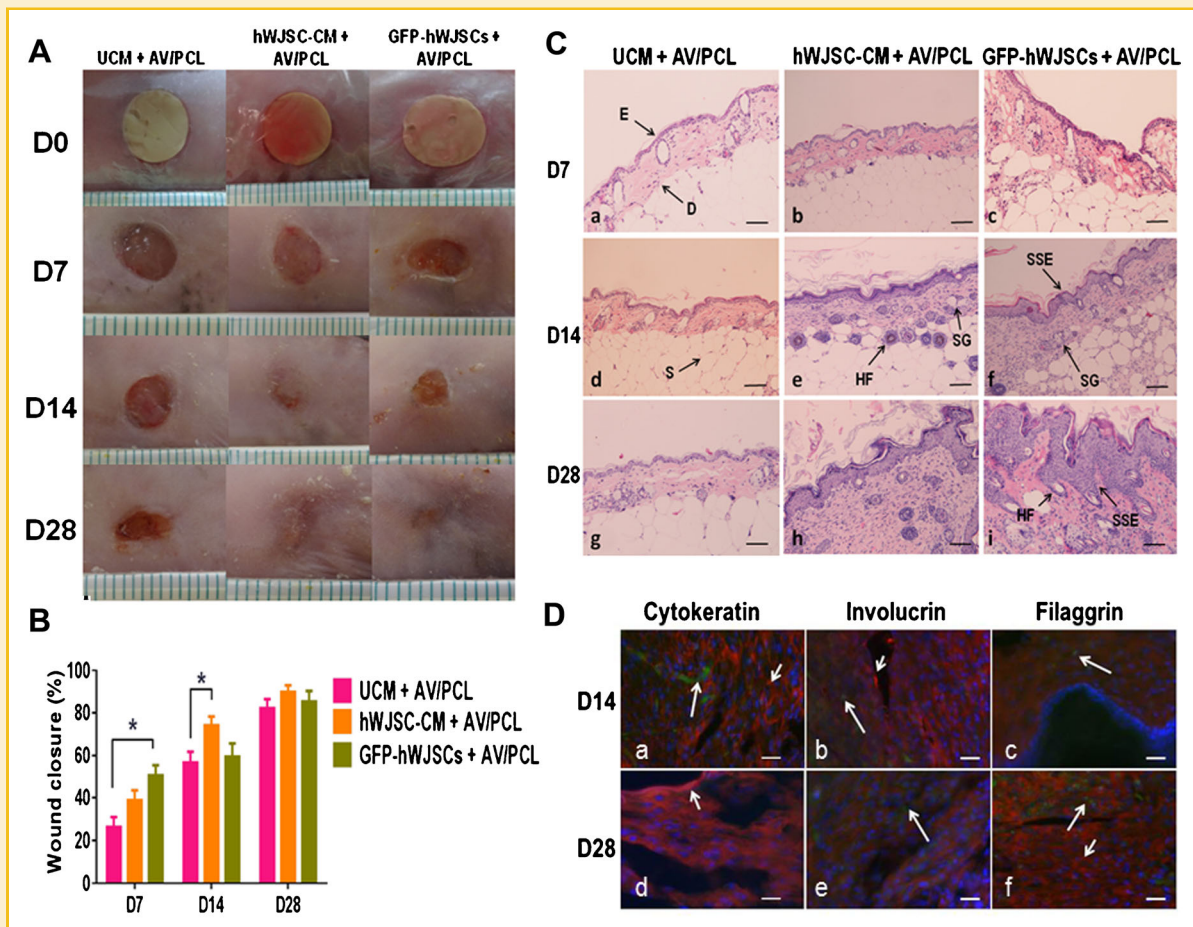 A
UCM + AV/PCL
hWJSC-CM +
AV/PCL
GFP-hWJSCs +
AV/PCL
D0
D7
D14
D28
B
Wound closure (%)
100
80
60
40
20
0
D7
D14
D28
*
*
UCM + AV/PCL
hWJSC-CM + AV/PCL
GFP-hWJSCs + AV/PCL
C
UCM + AV/PCL
hWJSC-CM + AV/PCL
GFP-hWJSCs + AV/PCL
D7
E
D
a
b
c
D14
S
d
HF
SG
e
SSE
SG
f
D28
g
h
HF
SSE
i
D
Cytokeratin
Involucrin
Filaggrin
D14
a
b
c
D28
d
e
f